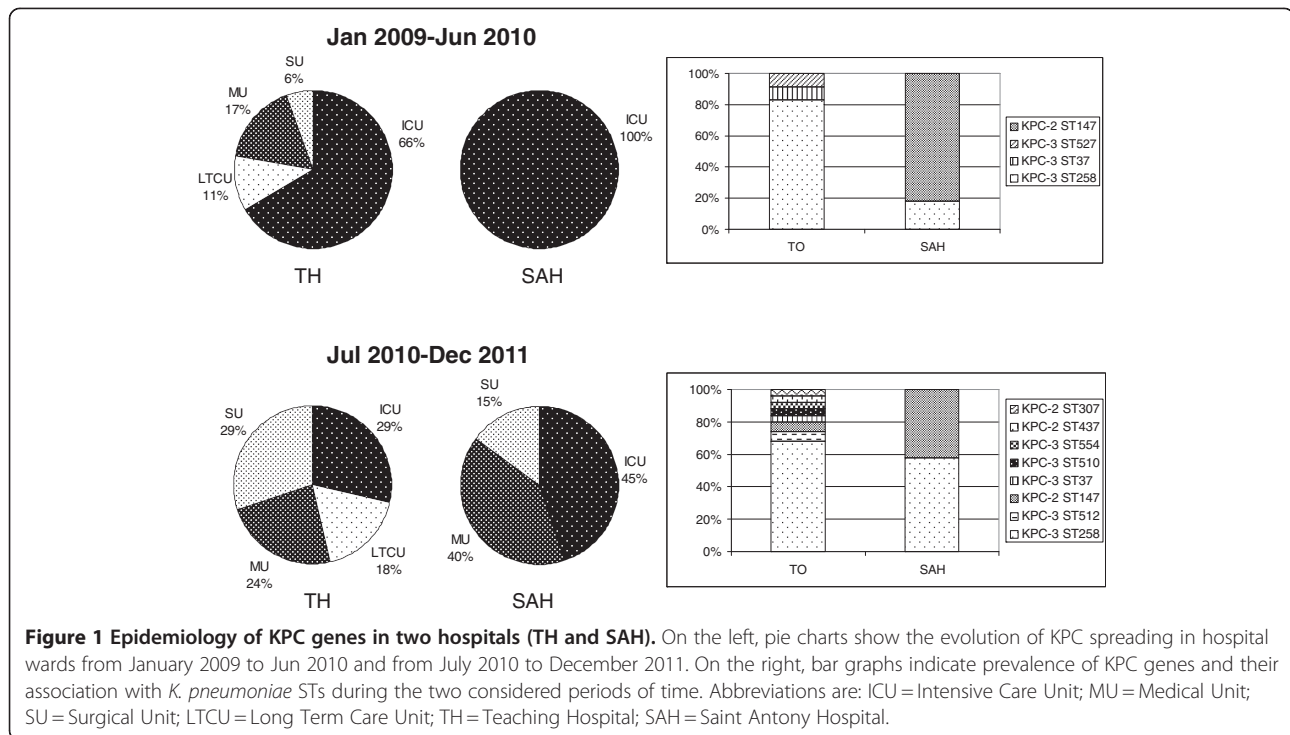 Jan 2009-Jun 2010
SU
6%
MU
17%
ICU
66%
LTCU
11%
TH
ICU
100%
SAH
100%
80%
60%
40%
20%
0%
TO
SAH
KPC-2 ST147
KPC-3 ST527
KPC-3 ST37
KPC-3 ST258
Jul 2010-Dec 2011
SU
29%
ICU
29%
MU
24%
LTCU
18%
TH
SU
15%
ICU
45%
MU
40%
SAH
100%
80%
60%
40%
20%
0%
TO
SAH
KPC-2 ST307
KPC-2 ST437
KPC-3 ST554
KPC-3 ST510
KPC-3 ST37
KPC-2 ST147
KPC-3 ST512
KPC-3 ST258
Figure 1 Epidemiology of KPC genes in two hospitals (TH and SAH). On the left, pie charts show the evolution of KPC spreading in hospital
wards from January 2009 to Jun 2010 and from July 2010 to December 2011. On the right, bar graphs indicate prevalence of KPC genes and their
association with K. pneumoniae STs during the two considered periods of time. Abbreviations are: ICU = Intensive Care Unit; MU = Medical Unit;
SU = Surgical Unit; LTCU = Long Term Care Unit; TH = Teaching Hospital; SAH = Saint Antony Hospital.